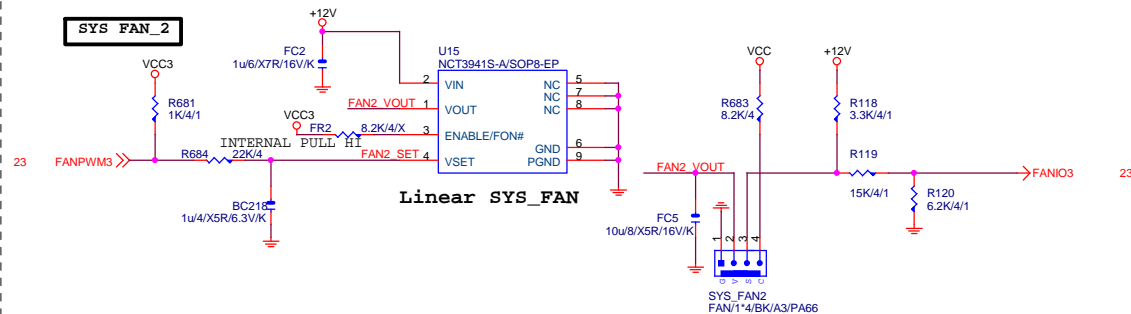 SYS FAN_2
+12V
FC2
1u/6/X7R/16V/K
U15
NCT3941S-A/SOP8-EP
2 VIN
1 VOUT
3 ENABLE/FON#
4 VSET
NC 5
NC 7
NC 8
GND 6
PGND 9
FAN2_VOUT
VCC3
R681
1K/4/1
VCC3
FR2 8.2K/4/X
INTERNAL PULL HI
23 FANPWM3
R684 22K/4
FAN2_SET
BC218
1u/4/X5R/6.3V/K
Linear SYS_FAN
VCC
+12V
R683
8.2K/4
R118
3.3K/4/1
R119
15K/4/1
FANIO3 23
R120
6.2K/4/1
FAN2_VOUT
FC5
10u/8/X5R/16V/K
1 2 3 4
G V S C
SYS_FAN2
FAN/1*4/BK/A3/PA66